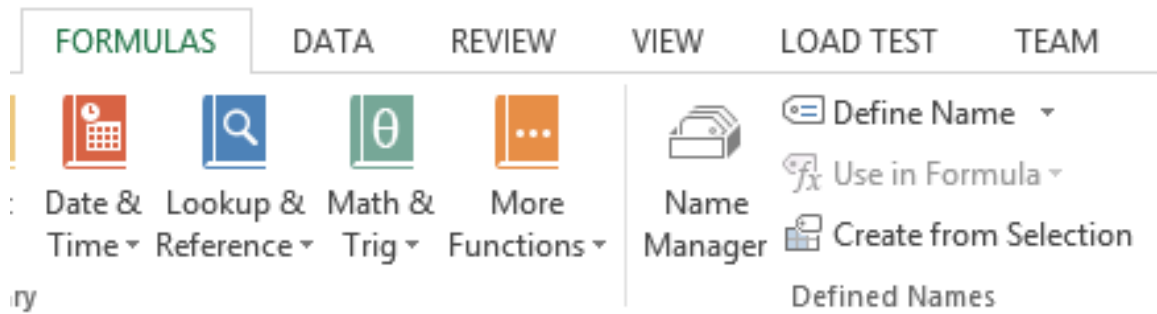 FORMULAS DATA REVIEW VIEW LOAD TEST TEAM
Date & Time
Lookup & Reference
Math & Trig
More Functions
Name Manager
Define Name
Use in Formula
Create from Selection
Defined Names